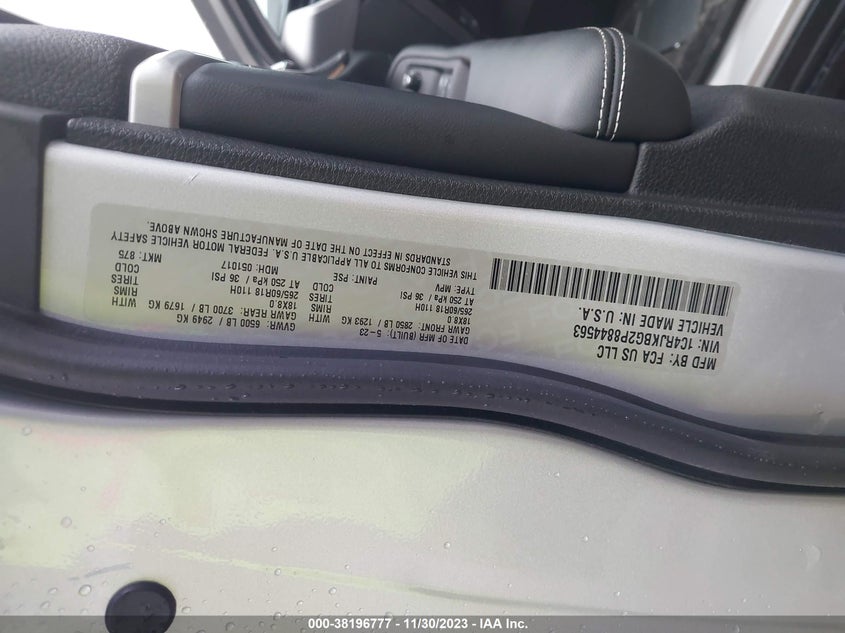 MFD BY: FCA US LLC
VIN: 1C4RJKBG2P8844563
VEHICLE MADE IN: U.S.A.
DATE OF MFR (BUILT): 5-23
GVWR: 6500 LB / 2949 KG
GAWR FRONT: 2850 LB / 1293 KG WITH
18X8.0 RIMS
265/60R18 110H TIRES
AT 250 kPa / 36 PSI COLD
GAWR REAR: 3700 LB / 1679 KG WITH
18X8.0 RIMS
265/60R18 110H TIRES
AT 250 kPa / 36 PSI COLD
TYPE: MPV PAINT: PSE MDH: 051017 MKT: 875
THIS VEHICLE CONFORMS TO ALL APPLICABLE U.S.A. FEDERAL MOTOR VEHICLE SAFETY
STANDARDS IN EFFECT ON THE DATE OF MANUFACTURE SHOWN ABOVE.
000-38196777 - 11/30/2023 - IAA Inc.